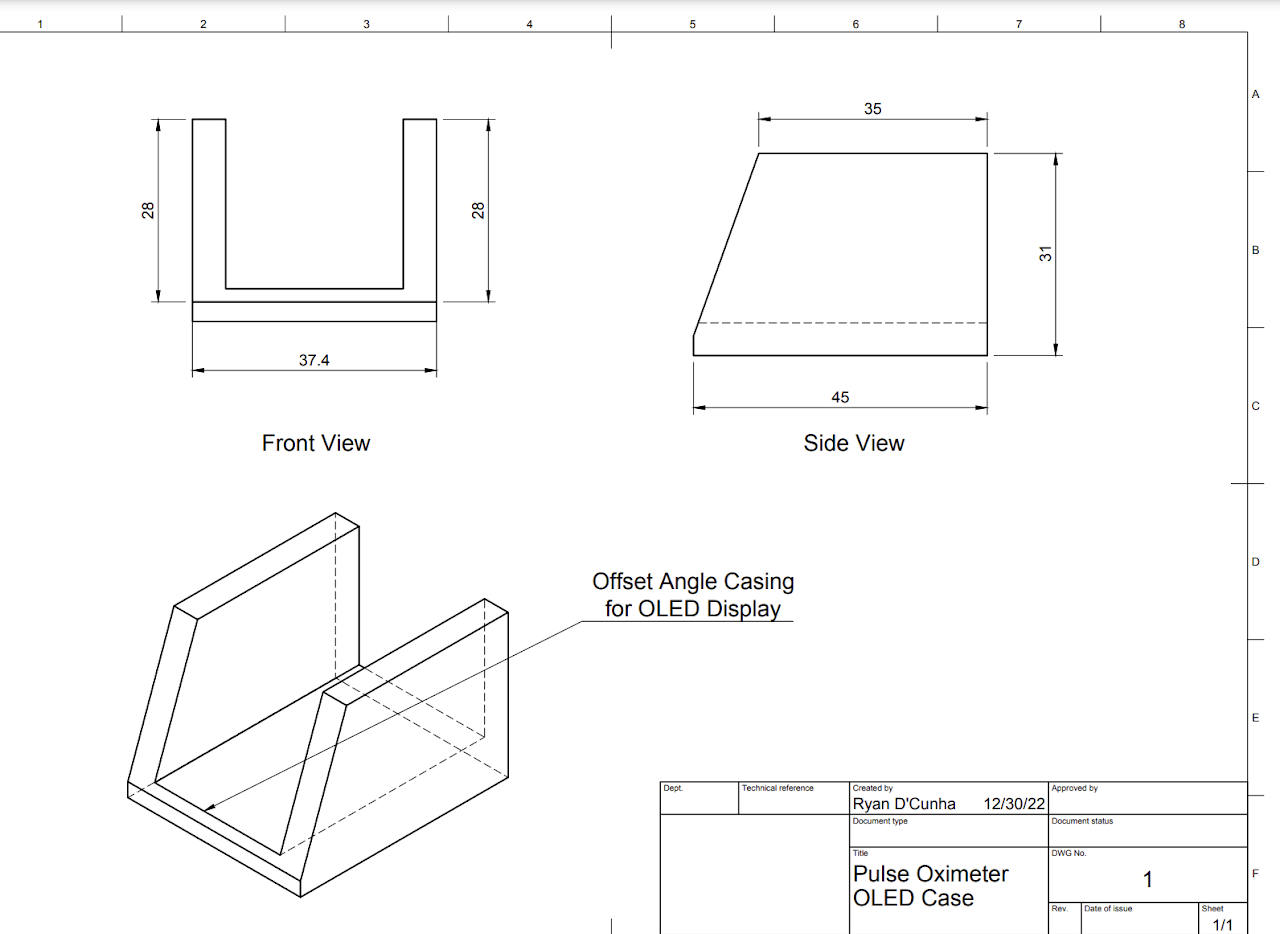 1 2 3 4 5 6 7 8
A
B
C
D
E
F
28
28
37.4
Front View
35
31
45
Side View
Offset Angle Casing
for OLED Display
Dept.
Technical reference
Created by
Ryan D'Cunha 12/30/22
Approved by
Document type
Document status
Title
Pulse Oximeter
OLED Case
DWG No.
1
Rev.
Date of issue
Sheet
1/1